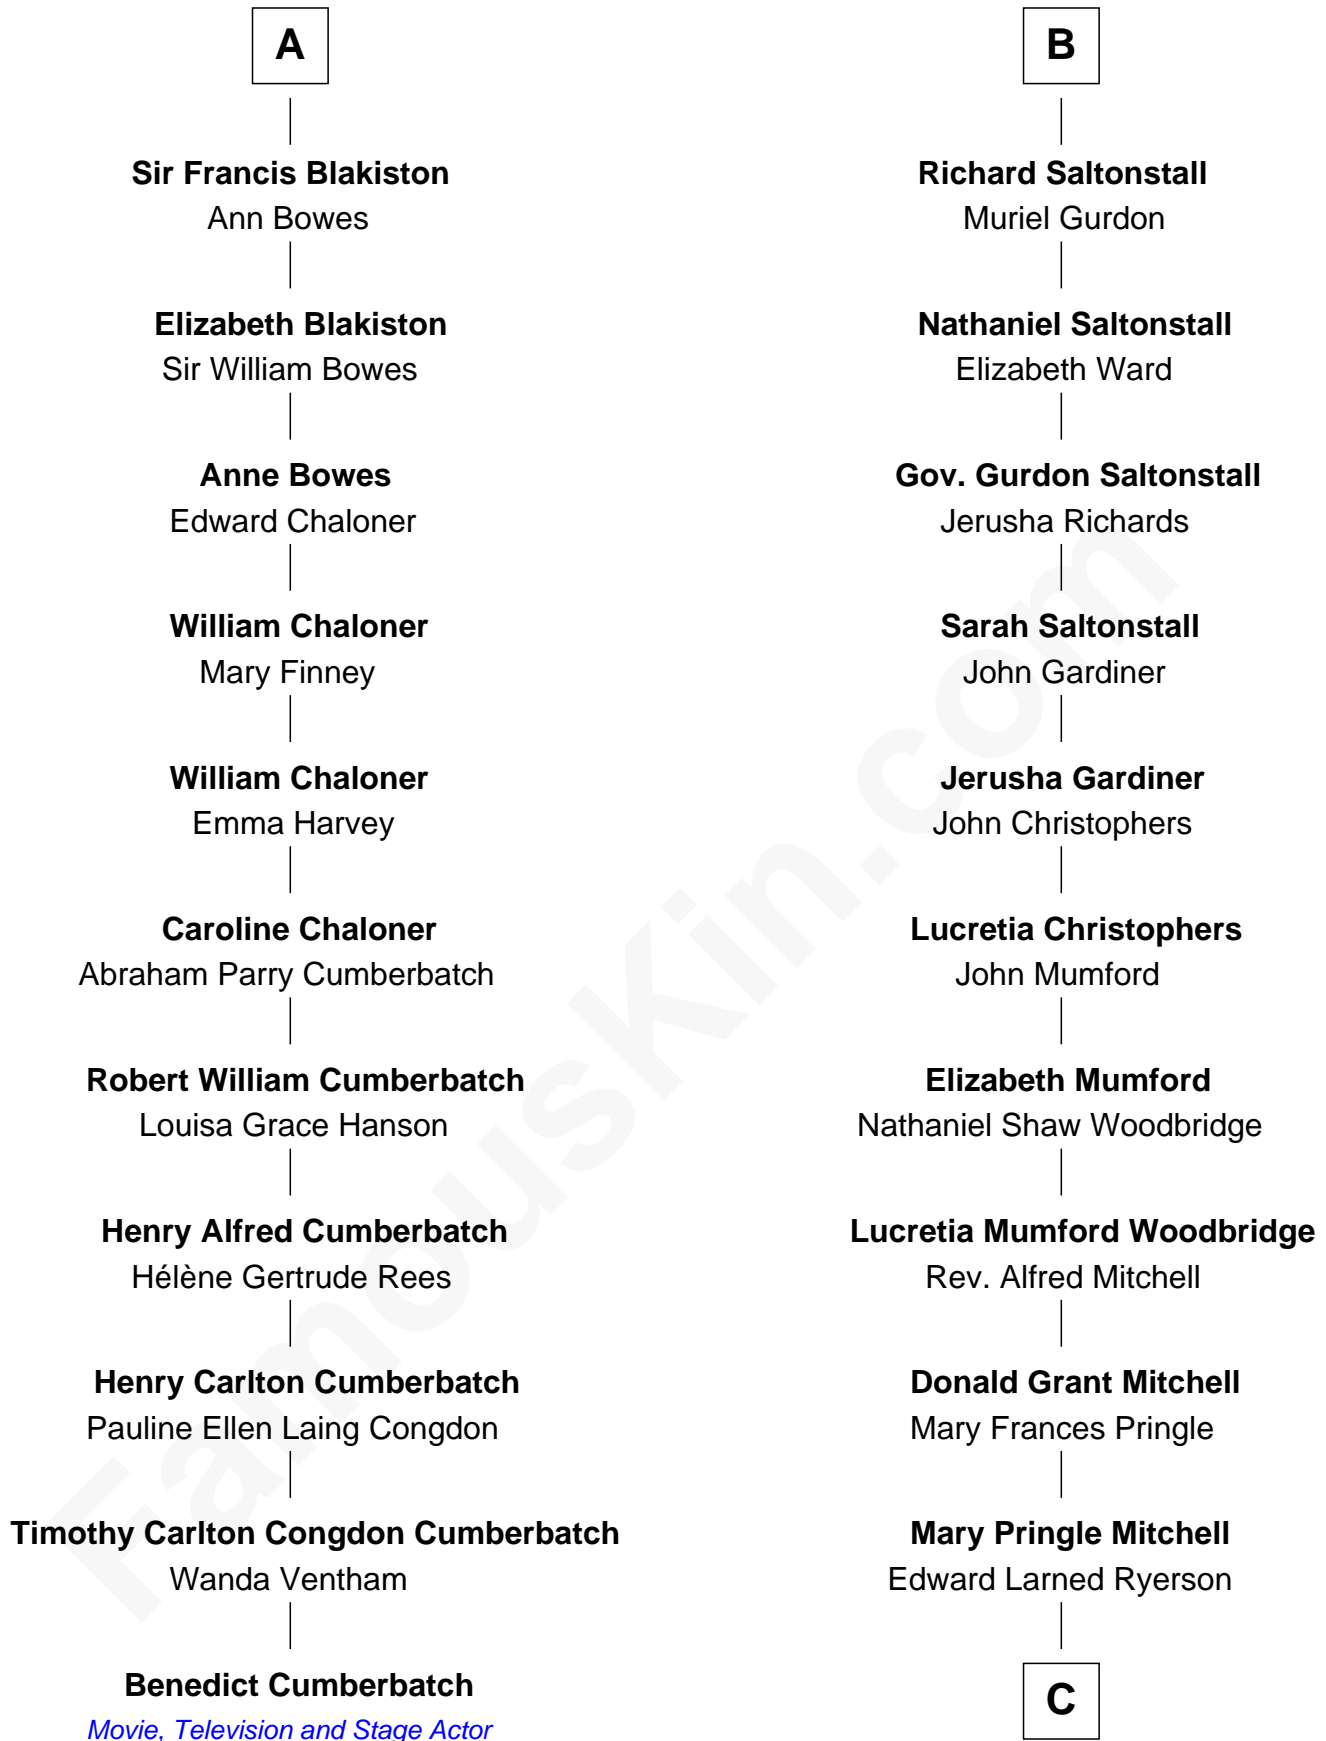 A
Sir Francis Blakiston
Ann Bowes
Elizabeth Blakiston
Sir William Bowes
Anne Bowes
Edward Chaloner
William Chaloner
Mary Finney
William Chaloner
Emma Harvey
Caroline Chaloner
Abraham Parry Cumberbatch
Robert William Cumberbatch
Louisa Grace Hanson
Henry Alfred Cumberbatch
Hélène Gertrude Rees
Henry Carlton Cumberbatch
Pauline Ellen Laing Congdon
Timothy Carlton Congdon Cumberbatch
Wanda Ventham
Benedict Cumberbatch
Movie, Television and Stage Actor
B
Richard Saltonstall
Muriel Gurdon
Nathaniel Saltonstall
Elizabeth Ward
Gov. Gurdon Saltonstall
Jerusha Richards
Sarah Saltonstall
John Gardiner
Jerusha Gardiner
John Christophers
Lucretia Christophers
John Mumford
Elizabeth Mumford
Nathaniel Shaw Woodbridge
Lucretia Mumford Woodbridge
Rev. Alfred Mitchell
Donald Grant Mitchell
Mary Frances Pringle
Mary Pringle Mitchell
Edward Larned Ryerson
C
FamousKin.com